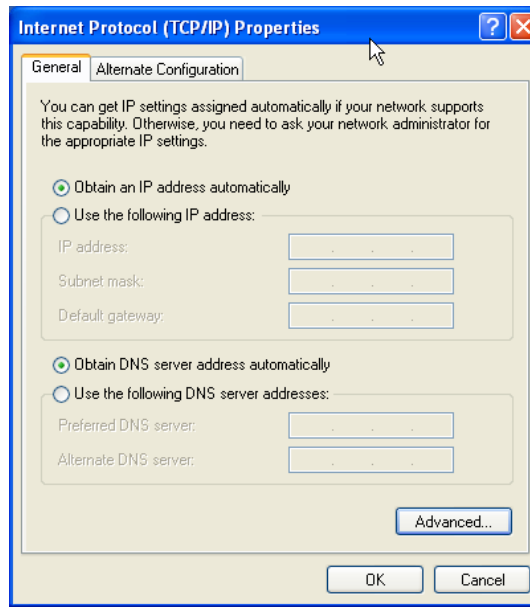 Internet Protocol (TCP/IP) Properties
General
Alternate Configuration
You can get IP settings assigned automatically if your network supports
this capability. Otherwise, you need to ask your network administrator for
the appropriate IP settings.
Obtain an IP address automatically
Use the following IP address:
IP address:
Subnet mask:
Default gateway:
Obtain DNS server address automatically
Use the following DNS server addresses:
Preferred DNS server:
Alternate DNS server:
Advanced...
OK
Cancel